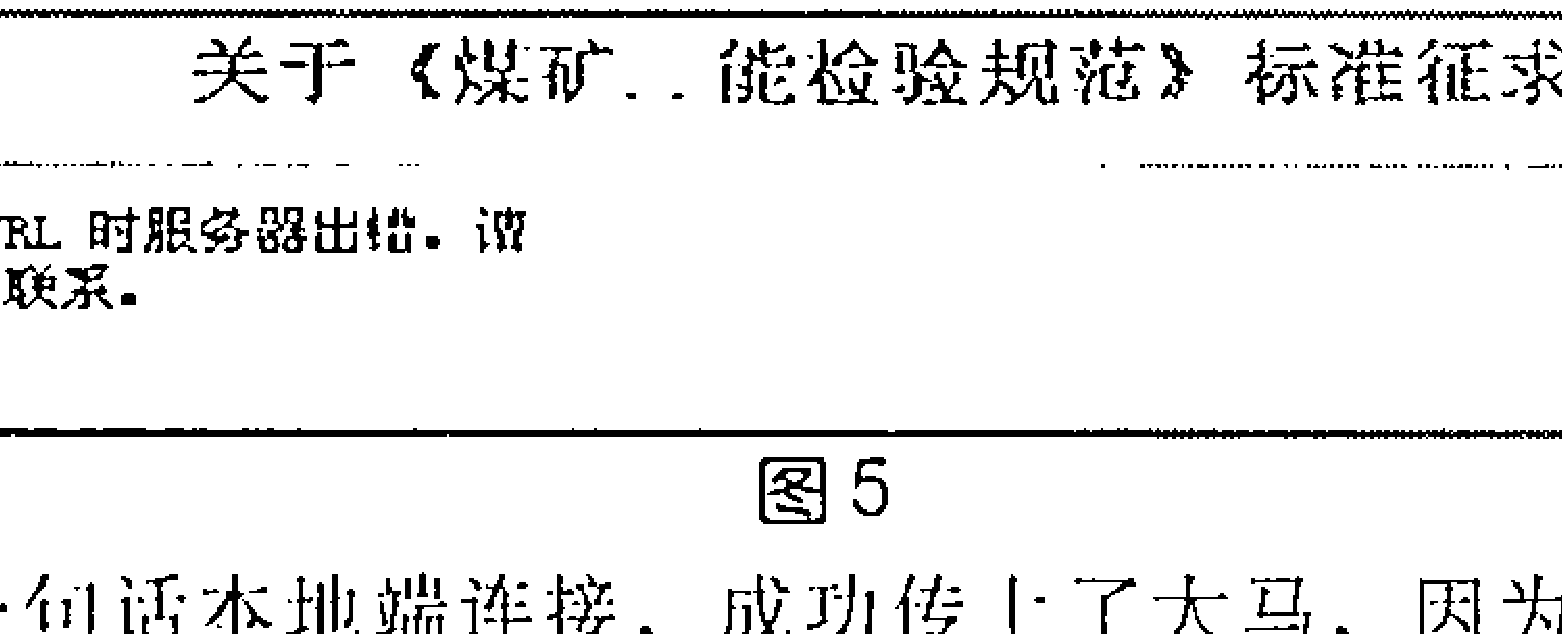 关于《煤矿..能检验规范》标准征求
RL 时服务器出错。请
联系。
图5
句话本地端连接，成功传上了大马，因为